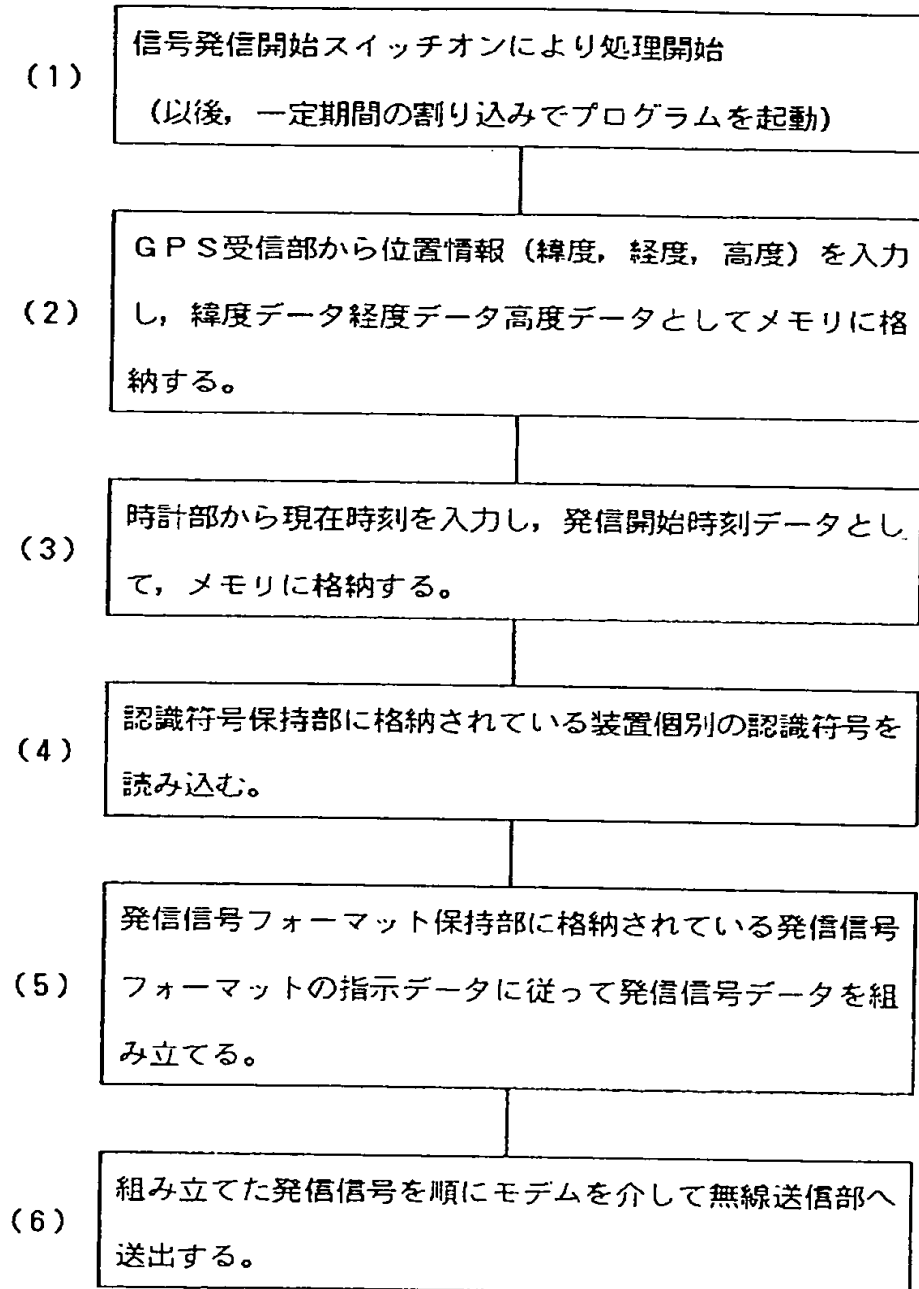 (1)
信号発信開始スイッチオンにより処理開始
(以後，一定期間の割り込みでプログラムを起動)
(2)
GPS受信部から位置情報（緯度，経度，高度）を入力
し，緯度データ経度データ高度データとしてメモリに格
納する。
(3)
時計部から現在時刻を入力し，発信開始時刻データとし
て，メモリに格納する。
(4)
認識符号保持部に格納されている装置個別の認識符号を
読み込む。
(5)
発信信号フォーマット保持部に格納されている発信信号
フォーマットの指示データに従って発信信号データを組
み立てる。
(6)
組み立てた発信信号を順にモデムを介して無線送信部へ
送出する。